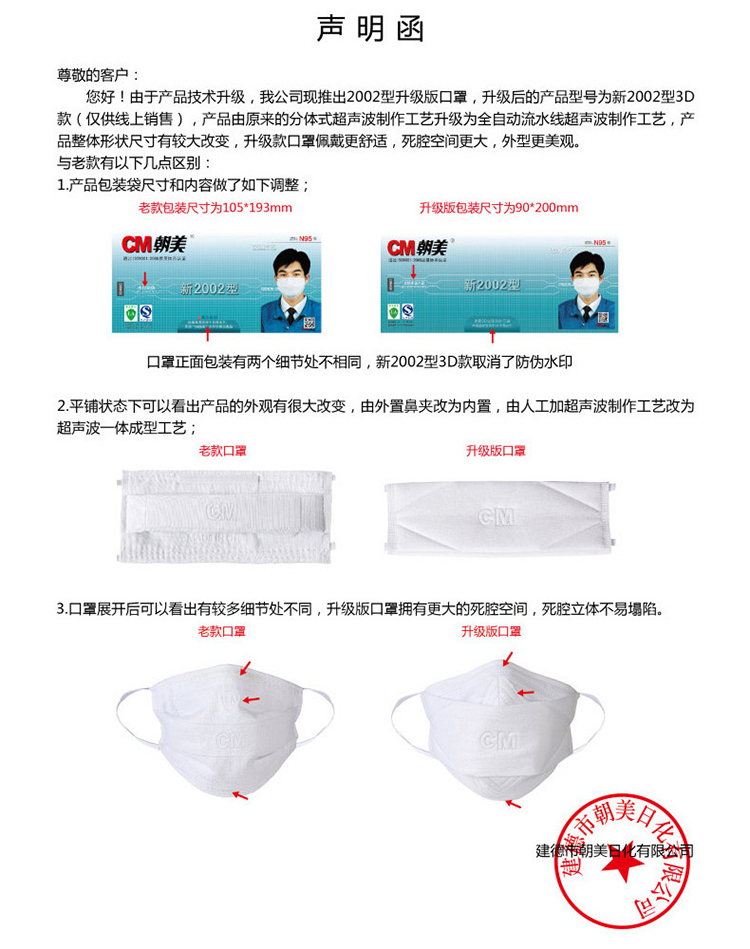 声明函
尊敬的客户：
您好！由于产品技术升级，我公司现推出2002型升级版口罩，升级后的产品型号为新2002型3D
款（仅供线上销售），产品由原来的分体式超声波制作工艺升级为全自动流水线超声波制作工艺，产
品整体形状尺寸有较大改变，升级款口罩佩戴更舒适，死腔空间更大，外型更美观。
与老款有以下几点区别：
1.产品包装袋尺寸和内容做了如下调整；
老款包装尺寸为105*193mm
升级版包装尺寸为90*200mm
CM朝美
N95
新2002型
CM朝美
N95
新2002型
口罩正面包装有两个细节处不相同，新2002型3D款取消了防伪水印
2.平铺状态下可以看出产品的外观有很大改变，由外置鼻夹改为内置，由人工加超声波制作工艺改为
超声波一体成型工艺；
老款口罩
升级版口罩
CM
CM
3.口罩展开后可以看出有较多细节处不同，升级版口罩拥有更大的死腔空间，死腔立体不易塌陷。
老款口罩
升级版口罩
CM
CM
建德市朝美日化有限公司
建德市朝美日化有限公司